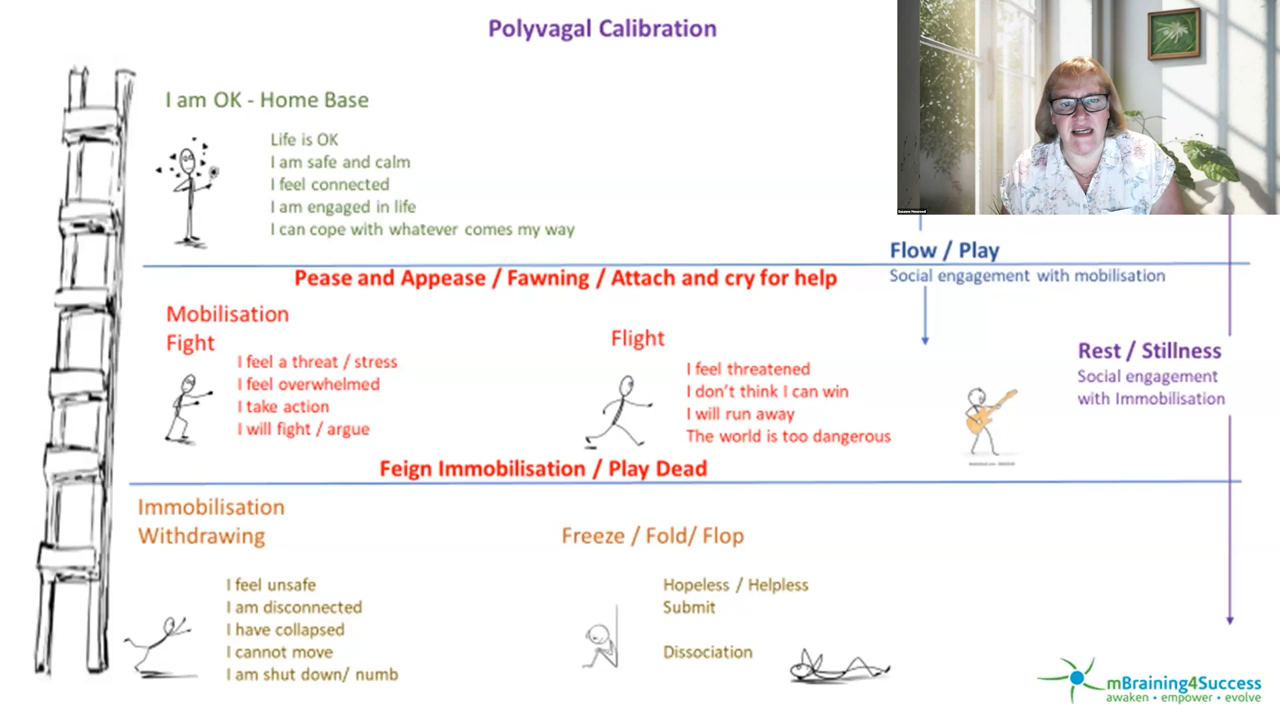 Polyvagal Calibration
I am OK - Home Base
Life is OK
I am safe and calm
I feel connected
I am engaged in life
I can cope with whatever comes my way
Flow / Play
Social engagement with mobilisation
Pease and Appease / Fawning / Attach and cry for help
Mobilisation
Fight
I feel a threat / stress
I feel overwhelmed
I take action
I will fight / argue
Flight
I feel threatened
I don't think I can win
I will run away
The world is too dangerous
Rest / Stillness
Social engagement
with Immobilisation
Feign Immobilisation / Play Dead
Immobilisation
Withdrawing
I feel unsafe
I am disconnected
I have collapsed
I cannot move
I am shut down/ numb
Freeze / Fold/ Flop
Hopeless / Helpless
Submit
Dissociation
mBraining4Success
awaken • empower • evolve